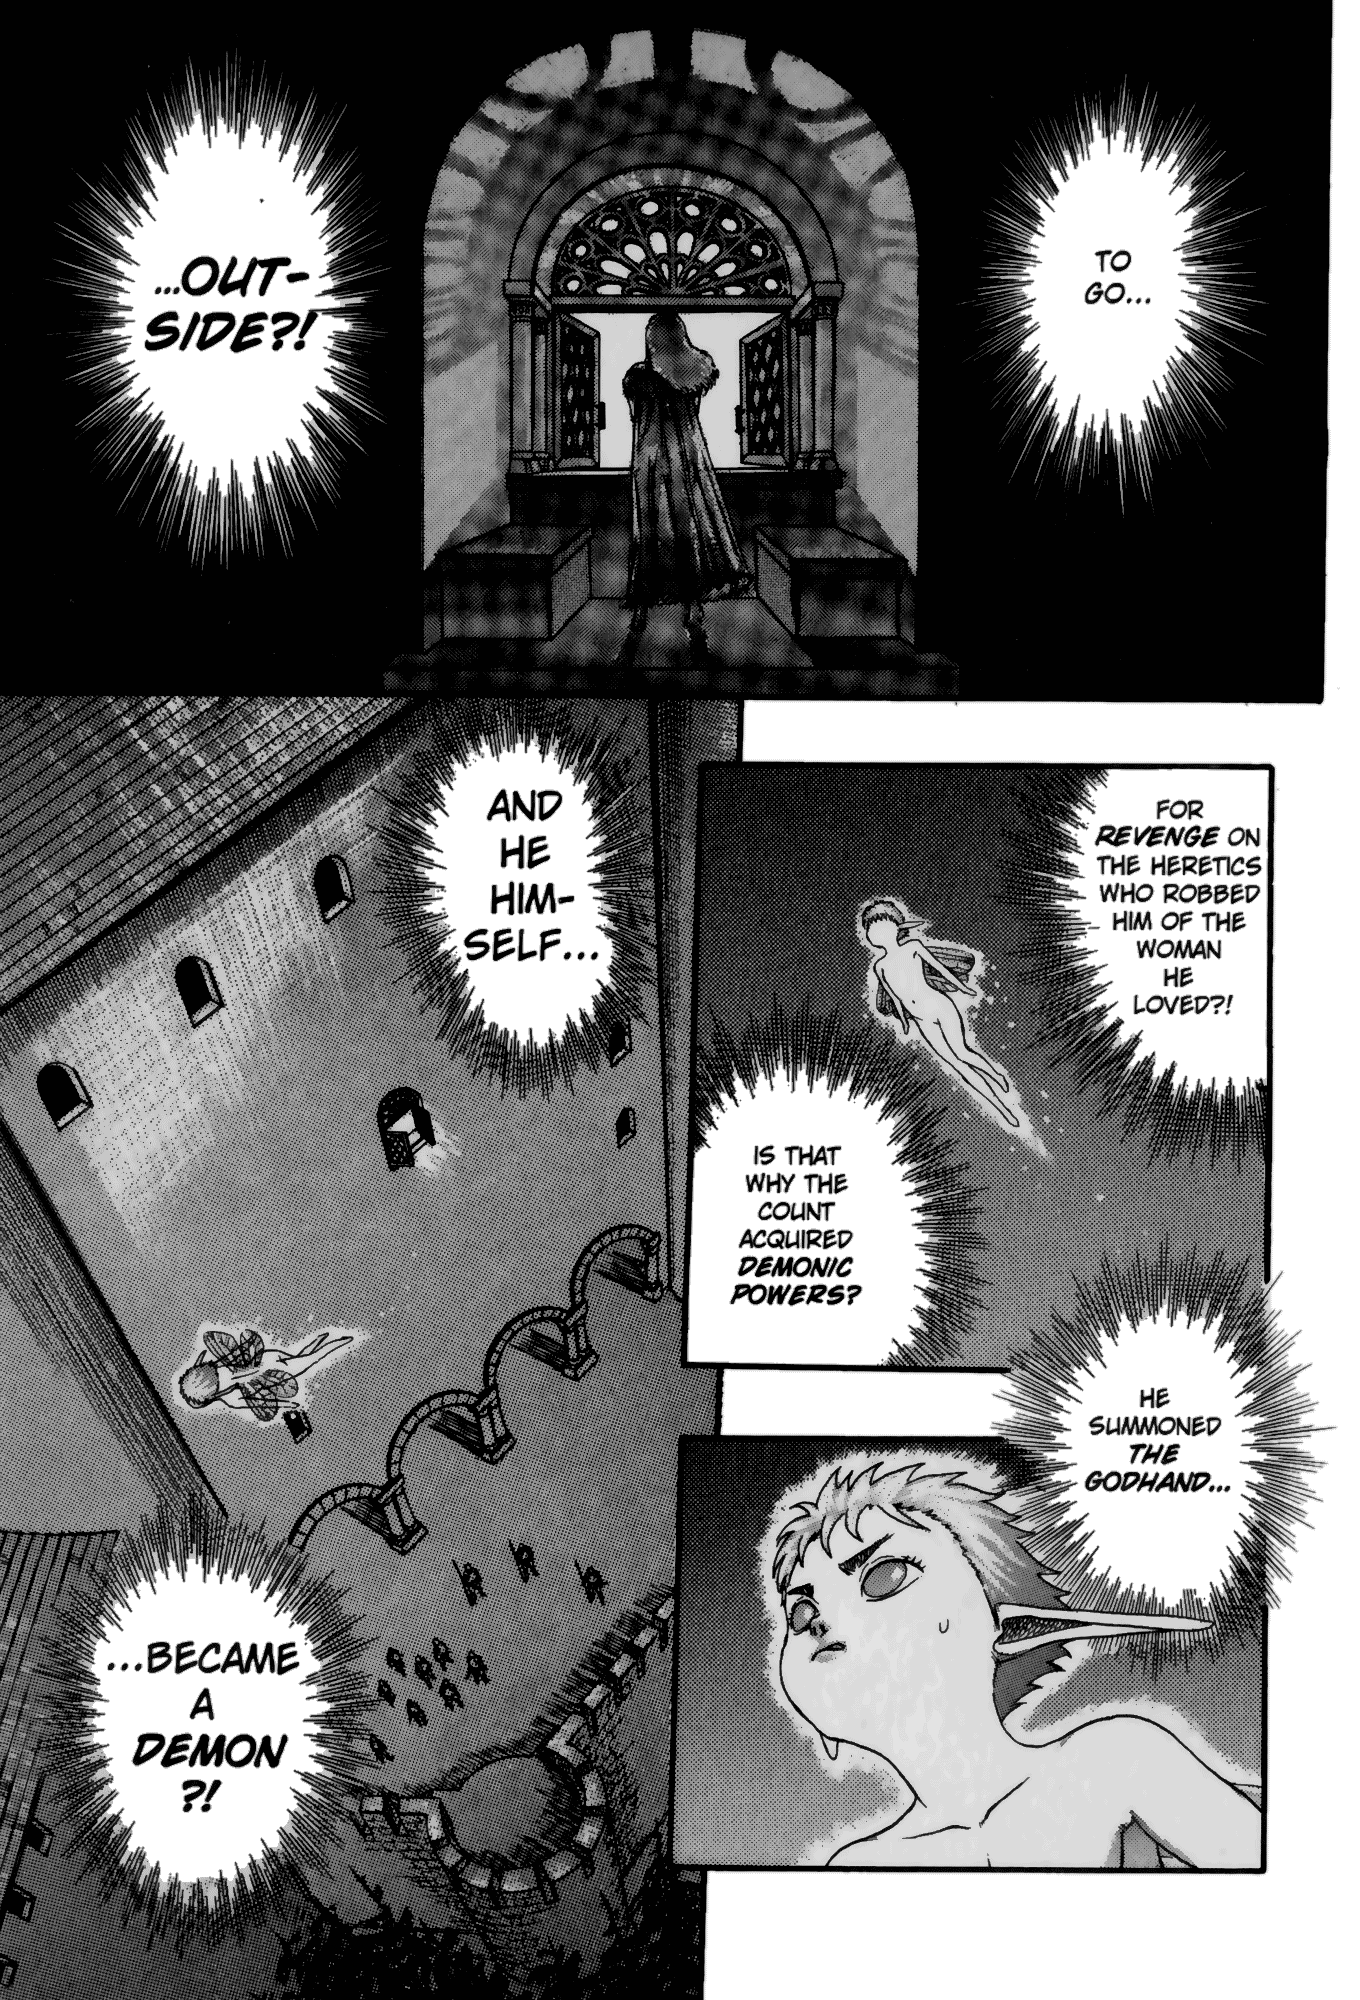 TO
GO...
...OUT-
SIDE?!
FOR
REVENGE ON
THE HERETICS
WHO ROBBED
HIM OF THE
WOMAN
HE
LOVED?!
IS THAT
WHY THE
COUNT
ACQUIRED
DEMONIC
POWERS?
HE
SUMMONED
THE
GODHAND...
AND
HE
HIM-
SELF...
...BECAME
A
DEMON
?!